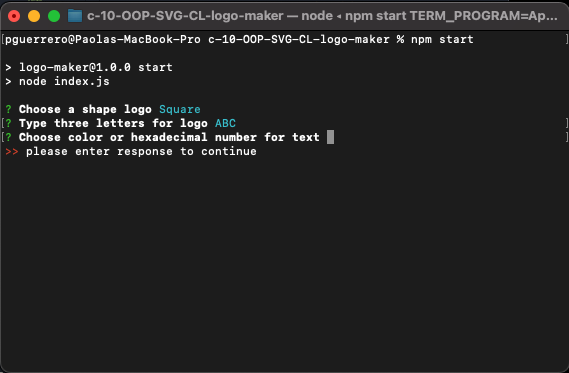 c-10-OOP-SVG-CL-logo-maker — node ◂ npm start TERM_PROGRAM=Ap...
[pguerrero@Paolas-MacBook-Pro c-10-OOP-SVG-CL-logo-maker % npm start ]
> logo-maker@1.0.0 start
> node index.js
? Choose a shape logo Square
[? Type three letters for logo ABC ]
[? Choose color or hexadecimal number for text ]
>> please enter response to continue